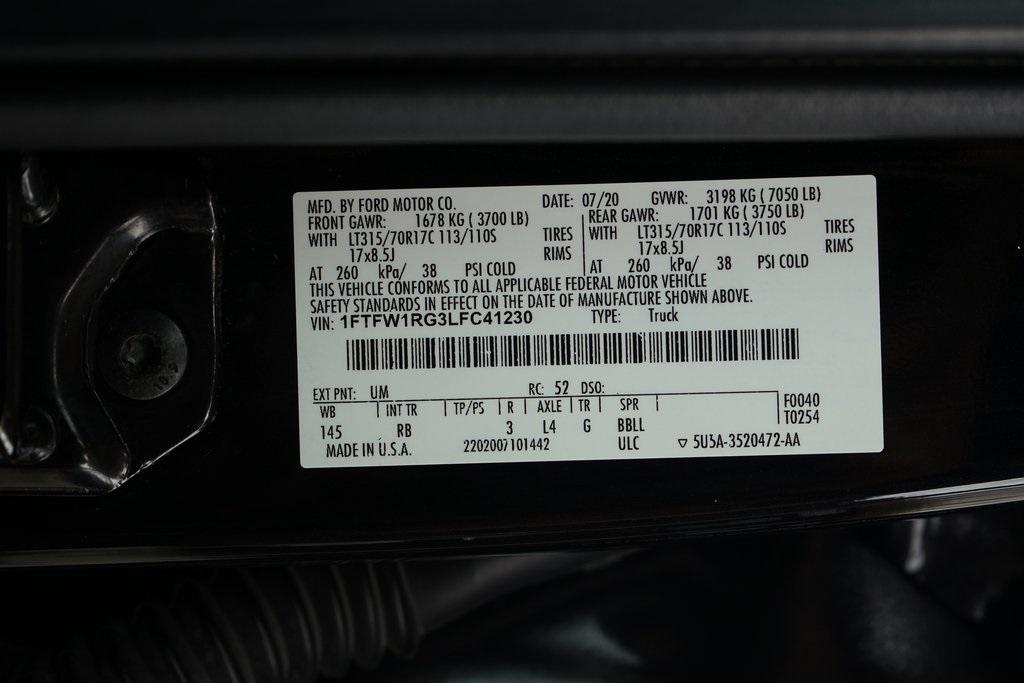 MFD. BY FORD MOTOR CO. DATE: 07/20 GVWR: 3198 KG ( 7050 LB)
FRONT GAWR: 1678 KG ( 3700 LB) REAR GAWR: 1701 KG ( 3750 LB)
WITH LT315/70R17C 113/110S TIRES WITH LT315/70R17C 113/110S TIRES
17x8.5J RIMS 17x8.5J RIMS
AT 260 kPa/ 38 PSI COLD AT 260 kPa/ 38 PSI COLD
THIS VEHICLE CONFORMS TO ALL APPLICABLE FEDERAL MOTOR VEHICLE
SAFETY STANDARDS IN EFFECT ON THE DATE OF MANUFACTURE SHOWN ABOVE.
VIN: 1FTFW1RG3LFC41230 TYPE: Truck
EXT PNT: UM RC: 52 DSO:
WB INT TR TP/PS R AXLE TR SPR F0040
145 RB 3 L4 G BBLL T0254
MADE IN U.S.A. 2202007101442 ULC ▽ 5U5A-3520472-AA
10.9